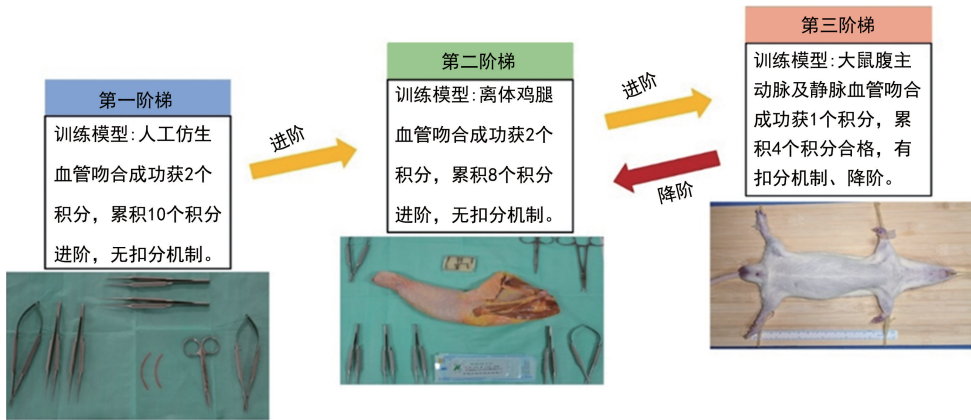 第一阶梯
训练模型:人工仿生
血管吻合成功获2个
积分，累积10个积分
进阶，无扣分机制。
进阶
第二阶梯
训练模型:离体鸡腿
血管吻合成功获2个
积分，累积8个积分
进阶，无扣分机制。
进阶
降阶
第三阶梯
训练模型:大鼠腹主
动脉及静脉血管吻合
成功获1个积分，累
积4个积分合格，有
扣分机制、降阶。